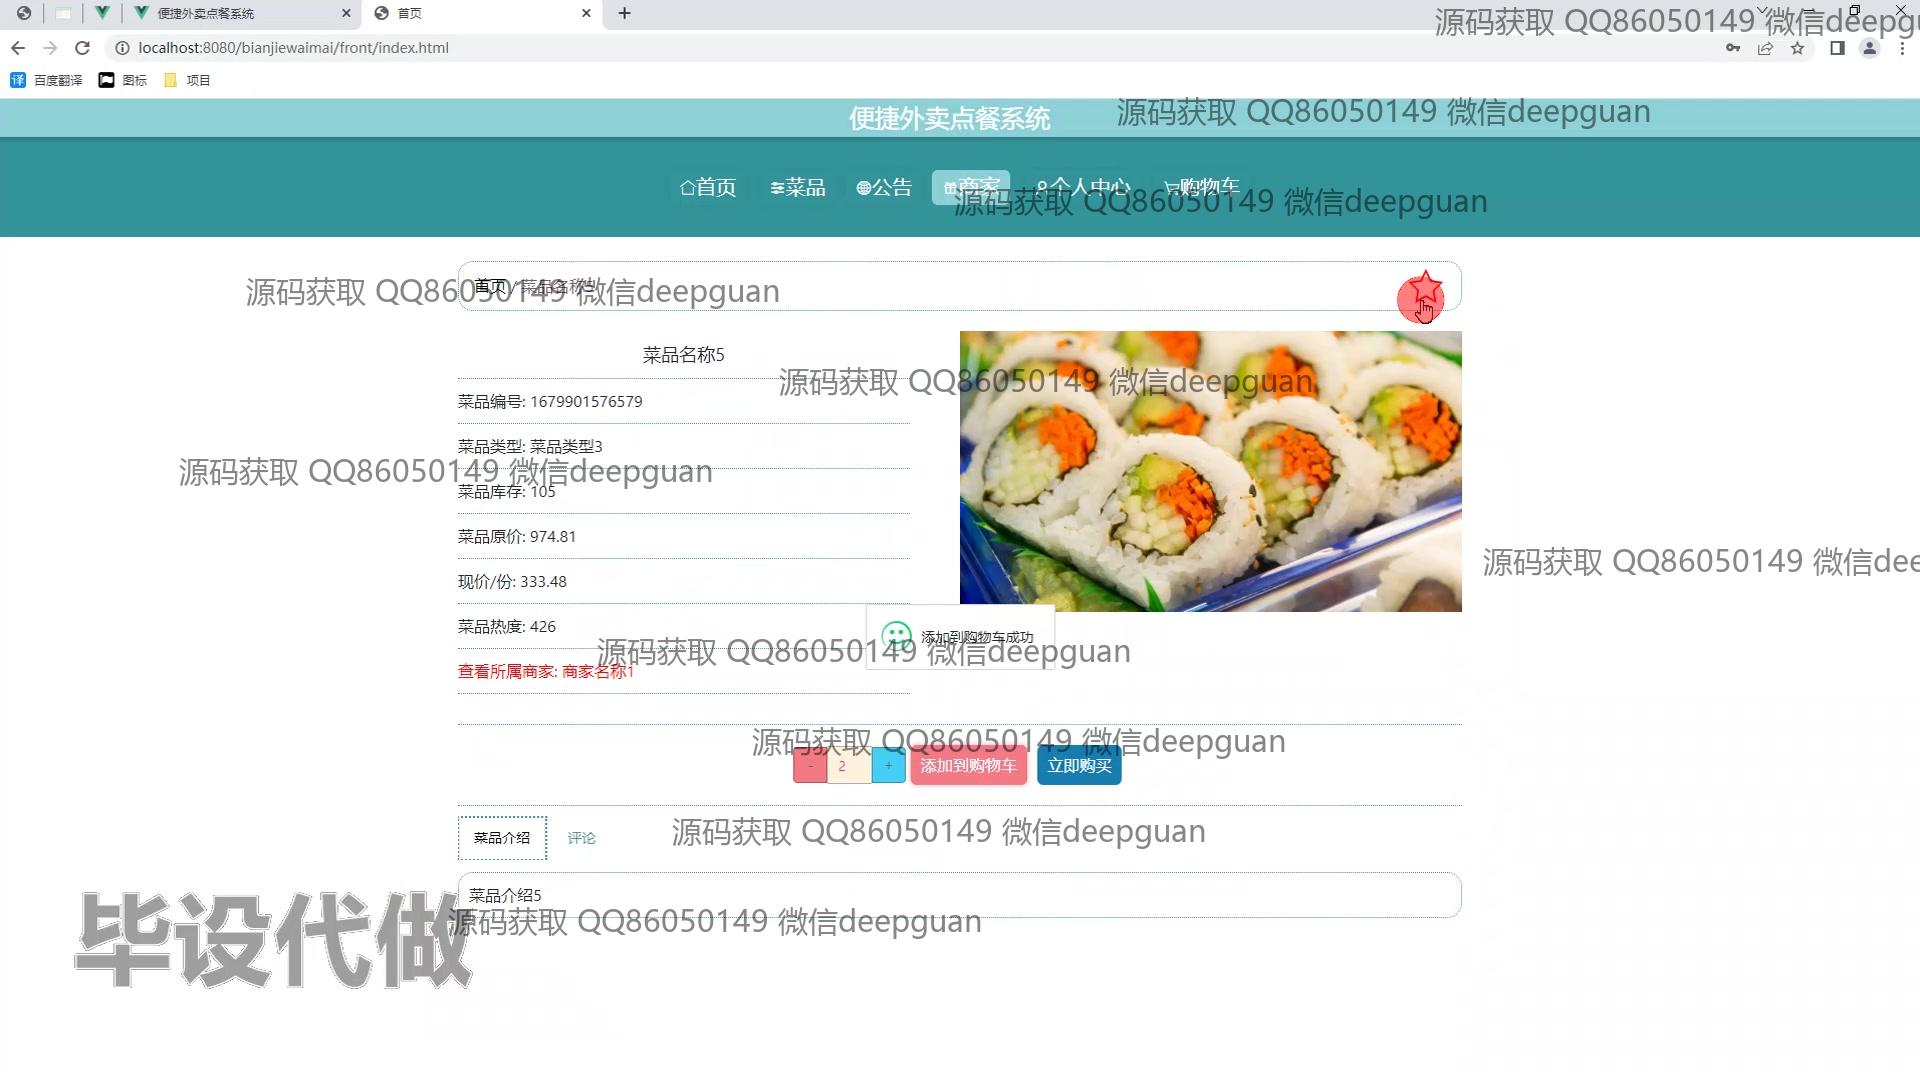 便捷外卖点餐系统
首页
源码获取 QQ86050149 微信deepgu
localhost:8080/bianjiewaimai/front/index.html
译 百度翻译 图标 项目
便捷外卖点餐系统
源码获取 QQ86050149 微信deepguan
首页 菜品 公告 商家 个人中心 购物车
源码获取 QQ86050149 微信deepguan
首页 / 菜品名称5
源码获取 QQ86050149 微信deepguan
菜品名称5
源码获取 QQ86050149 微信deepguan
菜品编号: 1679901576579
菜品类型: 菜品类型3
源码获取 QQ86050149 微信deepguan
菜品库存: 105
菜品原价: 974.81
源码获取 QQ86050149 微信dee
现价/份: 333.48
菜品热度: 426
添加到购物车成功
源码获取 QQ86050149 微信deepguan
查看所属商家: 商家名称1
源码获取 QQ86050149 微信deepguan
- 2 + 添加到购物车 立即购买
菜品介绍 评论
源码获取 QQ86050149 微信deepguan
菜品介绍5
源码获取 QQ86050149 微信deepguan
毕设代做